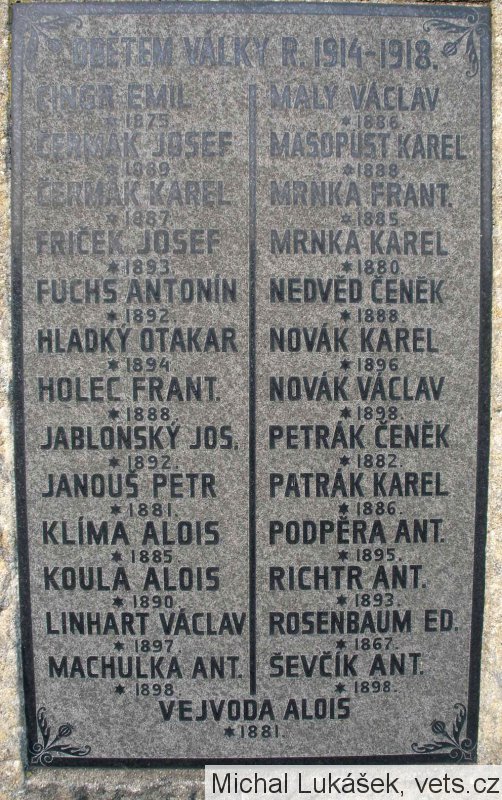 OBĚTEM VÁLKY R. 1914-1918.
ČINGR EMIL
* 1875
ČERMÁK JOSEF
* 1889
ČERMÁK KAREL
* 1887
FRIČEK JOSEF
* 1893.
FUCHS ANTONÍN
* 1892.
HLADKÝ OTAKAR
* 1894
HOLEC FRANT.
* 1888.
JABLONSKÝ JOS.
* 1892.
JANOUŠ PETR
* 1881.
KLÍMA ALOIS
* 1885
KOULA ALOIS
* 1890.
LINHART VÁCLAV
* 1897
MACHULKA ANT.
* 1898
MALÝ VÁCLAV
* 1886.
MASOPUST KAREL
* 1888
MRŇKA FRANT.
* 1885.
MRŇKA KAREL
* 1880.
NEDVĚD ČENĚK
* 1888
NOVÁK KAREL
* 1896
NOVÁK VÁCLAV
* 1898.
PETRÁK ČENĚK
* 1882.
PATRÁK KAREL
* 1886.
PODPĚRA ANT.
* 1895.
RICHTR ANT.
* 1893.
ROSENBAUM ED.
* 1867.
ŠEVČÍK ANT.
* 1898.
VEJVODA ALOIS
* 1881.
Michal Lukášek, vets.cz